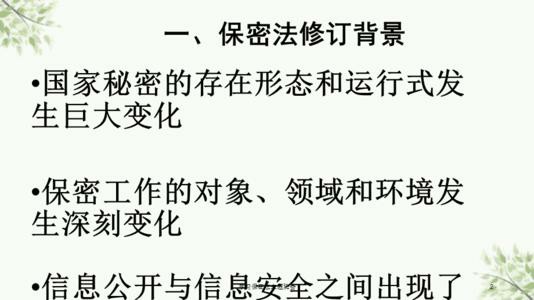 一、保密法修订背景
•国家秘密的存在形态和运行式发
生巨大变化
•保密工作的对象、领域和环境发
生深刻变化
•信息公开与信息安全之间出现了